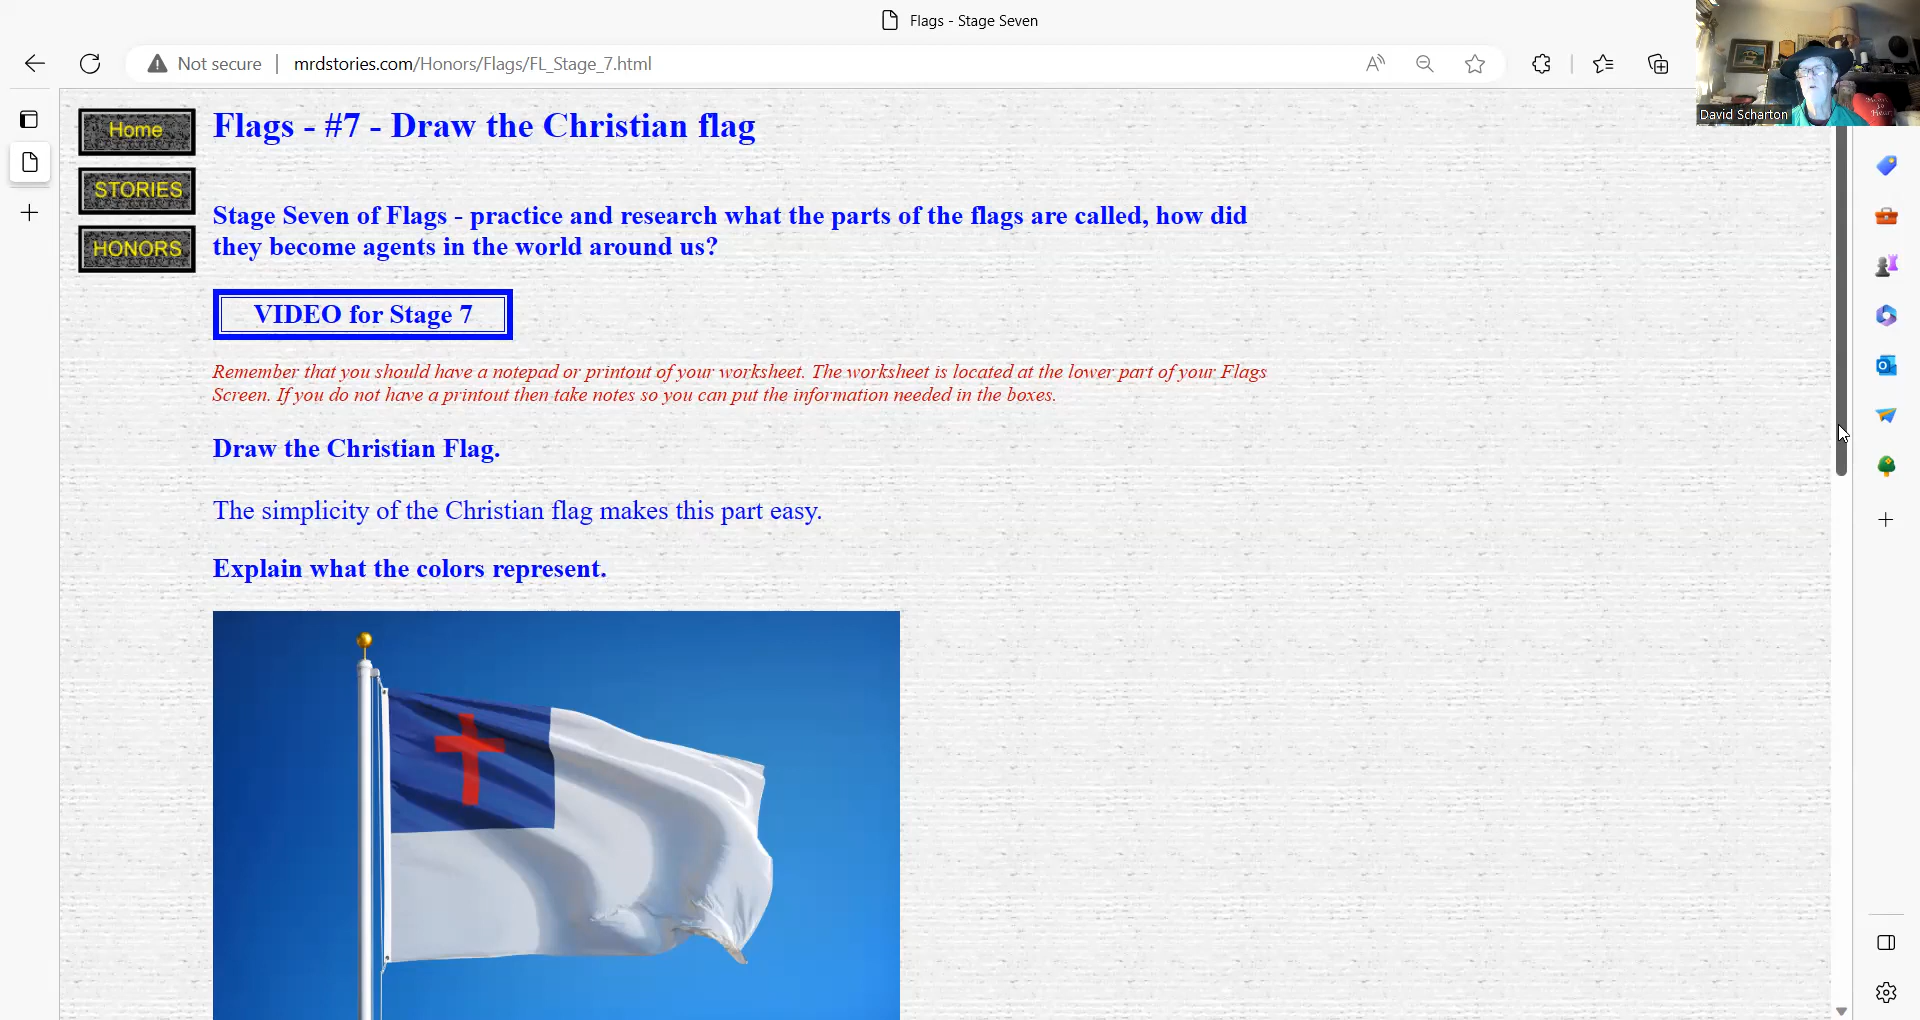 Flags - Stage Seven
Not secure
mrdstories.com/Honors/Flags/FL_Stage_7.html
David Scharton
Home
STORIES
HONORS
Flags - #7 - Draw the Christian flag
Stage Seven of Flags - practice and research what the parts of the flags are called, how did
they become agents in the world around us?
VIDEO for Stage 7
Remember that you should have a notepad or printout of your worksheet. The worksheet is located at the lower part of your Flags
Screen. If you do not have a printout then take notes so you can put the information needed in the boxes.
Draw the Christian Flag.
The simplicity of the Christian flag makes this part easy.
Explain what the colors represent.